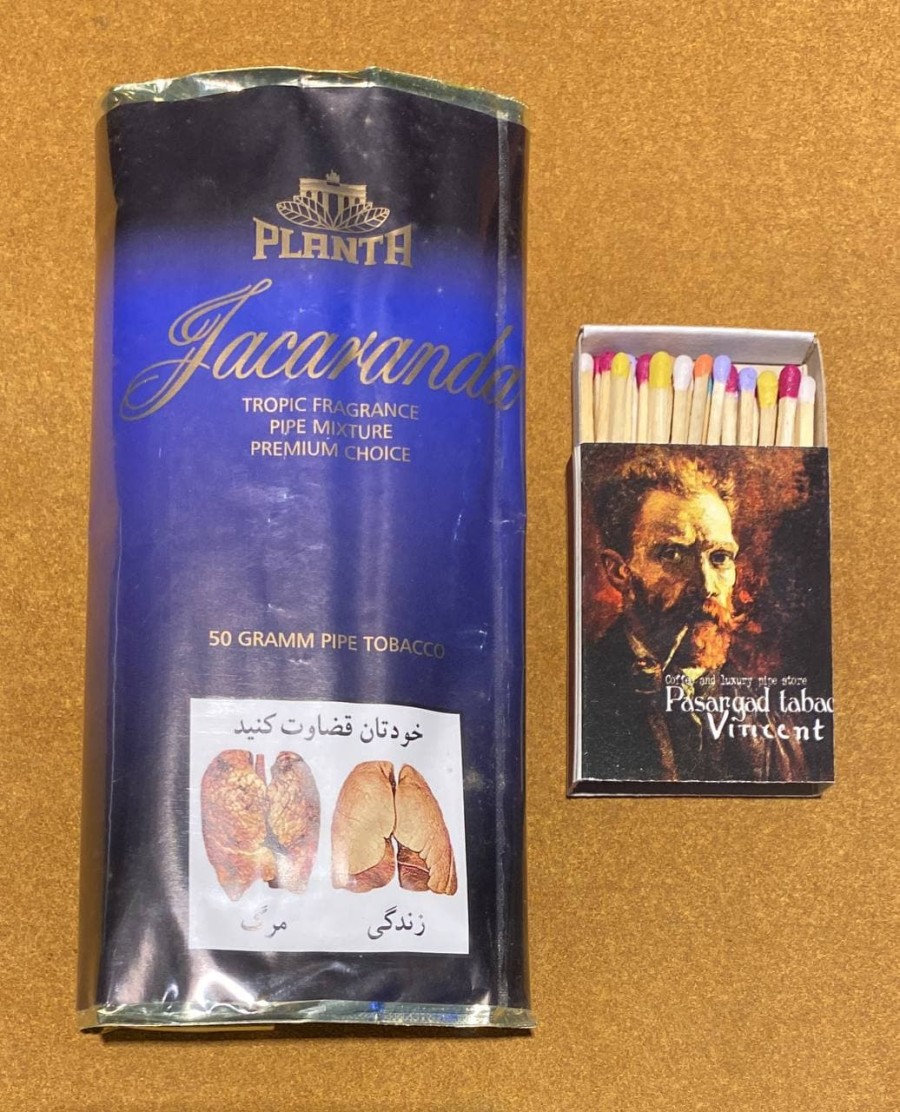 PLANTA
Jacaranda
TROPIC FRAGRANCE
PIPE MIXTURE
PREMIUM CHOICE
50 GRAMM PIPE TOBACCO
خودتان قضاوت کنید
زندگی
مرگ
Coffee and luxury pipe store
Pasargad tabac
Vincent